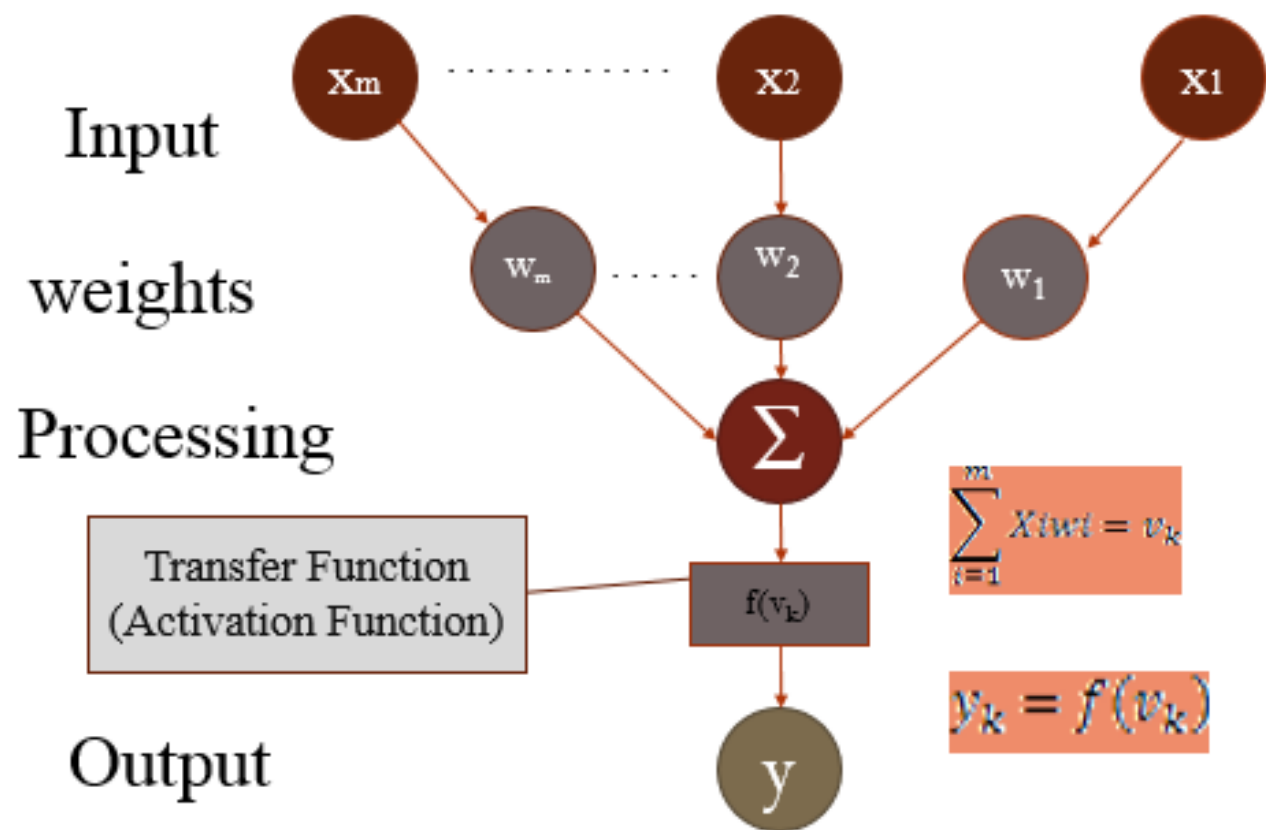 Xm X2 X1
Input
wm w2 w1
weights
Processing
Σ
∑ i=1 m Xiwi = vk
Transfer Function
(Activation Function)
f(vk)
yk = f(vk)
Output
y